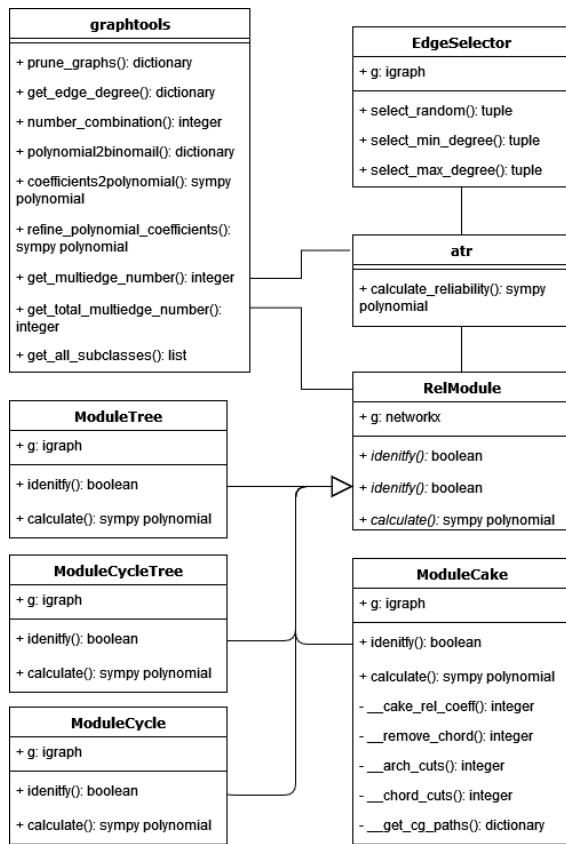 graphtools
+ prune_graphs(): dictionary
+ get_edge_degree(): dictionary
+ number_combination(): integer
+ polynomial2binomail(): dictionary
+ coefficients2polynomial(): sympy
polynomial
+ refine_polynomial_coefficients():
sympy polynomial
+ get_multiedge_number(): integer
+ get_total_multiedge_number():
integer
+ get_all_subclasses(): list
EdgeSelector
+ g: igraph
+ select_random(): tuple
+ select_min_degree(): tuple
+ select_max_degree(): tuple
atr
+ calculate_reliability(): sympy
polynomial
RelModule
+ g: networkx
+ idenitfy(): boolean
+ idenitfy(): boolean
+ calculate(): sympy polynomial
ModuleTree
+ g: igraph
+ idenitfy(): boolean
+ calculate(): sympy polynomial
ModuleCycleTree
+ g: igraph
+ idenitfy(): boolean
+ calculate(): sympy polynomial
ModuleCycle
+ g: igraph
+ idenitfy(): boolean
+ calculate(): sympy polynomial
ModuleCake
+ g: igraph
+ idenitfy(): boolean
+ calculate(): sympy polynomial
- __cake_rel_coeff(): integer
- __remove_chord(): integer
- __arch_cuts(): integer
- __chord_cuts(): integer
- __get_cg_paths(): dictionary